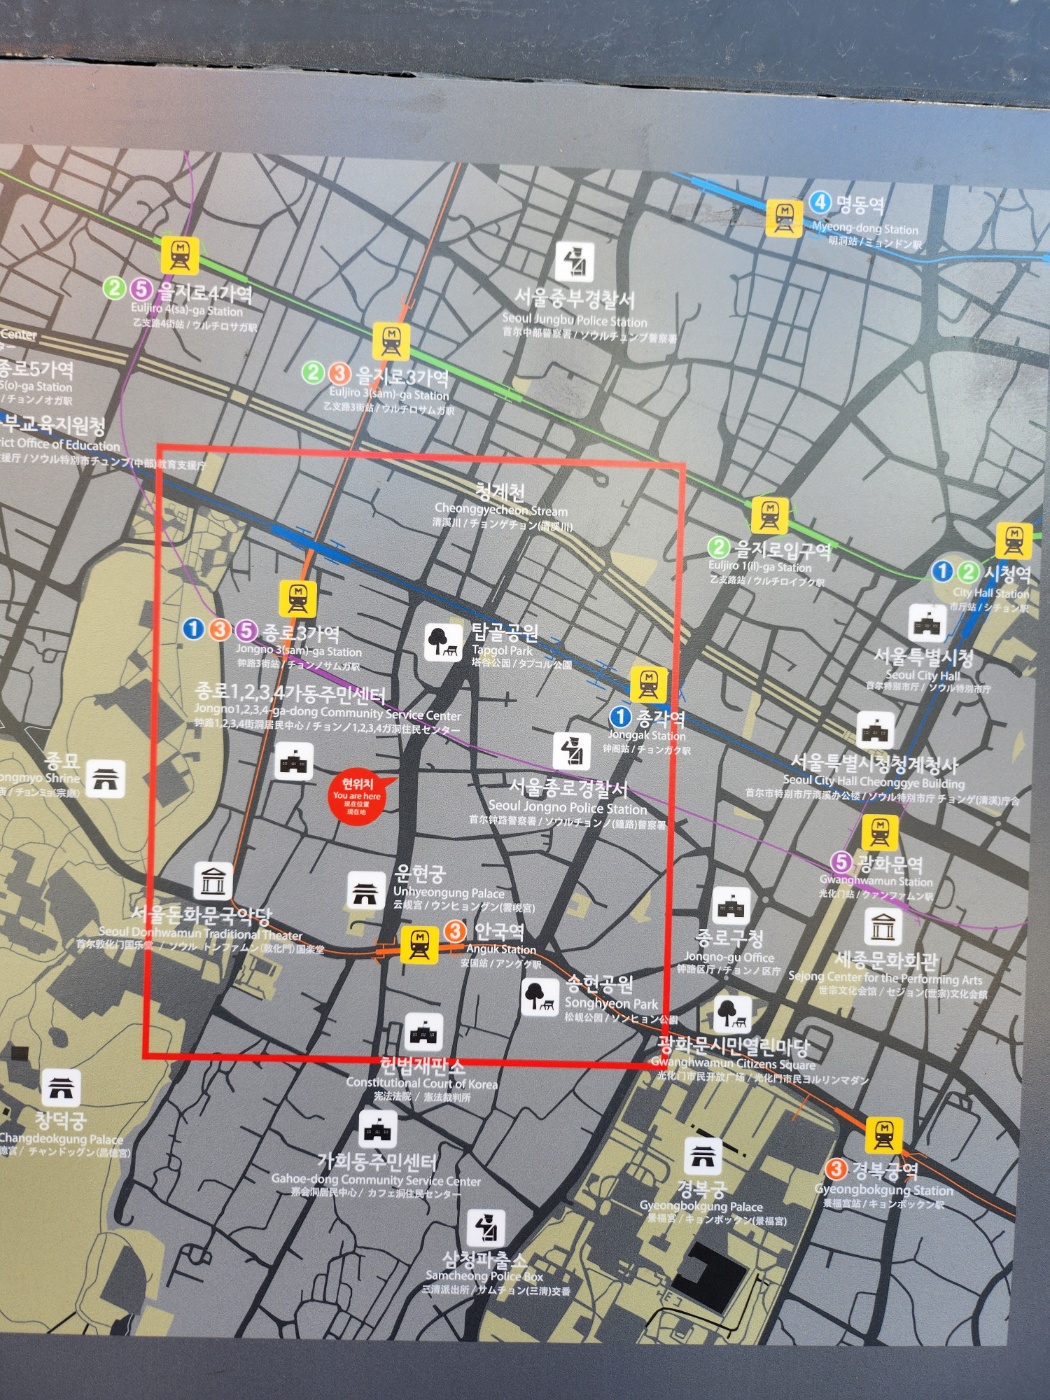 4 명동역
Myeong-dong Station
明洞站 / ミョンドン駅
서울중부경찰서
Seoul Jungbu Police Station
首尔中部警察署 / ソウルチュンブ警察署
2 5 을지로4가역
Euljiro 4(sa)-ga Station
乙支路4街站 / ウルチロサガ駅
Center
종로5가역
5(o)-ga Station
/ チョンノオガ駅
2 3 을지로3가역
Euljiro 3(sam)-ga Station
乙支路3街站 / ウルチロサムガ駅
부교육지원청
rict Office of Education
援厅 / ソウル特別市チュンブ(中部)教育支援庁
청계천
Cheonggyecheon Stream
清溪川 / チョンゲチョン(清渓川)
2 을지로입구역
Euljiro 1(il)-ga Station
乙支路站 / ウルチロイプク駅
1 2 시청역
City Hall Station
市厅站 / シチョン駅
서울특별시청
Seoul City Hall
首尔特别市厅 / ソウル特別市庁
1 3 5 종로3가역
Jongno 3(sam)-ga Station
钟路3街站 / チョンノサムガ駅
탑골공원
Tapgol Park
塔谷公园 / タプコル公園
종로1,2,3,4가동주민센터
Jongno1,2,3,4-ga-dong Community Service Center
钟路1,2,3,4街洞居民中心 / チョンノ1,2,3,4ガ洞住民センター
1 종각역
Jonggak Station
钟阁站 / チョンガク駅
서울특별시청청계청사
Seoul City Hall Cheonggye Building
首尔市特别市厅清溪办公楼 / ソウル特別市庁 チョンゲ(清渓)庁舎
종묘
ongmyo Shrine
/ チョンミョ(宗廟)
현위치
You are here
现在位置
現在地
서울종로경찰서
Seoul Jongno Police Station
首尔钟路警察署 / ソウルチョンノ(鍾路)警察署
5 광화문역
Gwanghwamun Station
光化门站 / クァンファムン駅
운현궁
Unhyeongung Palace
云岘宫 / ウンヒョングン(雲峴宮)
서울돈화문국악당
Seoul Donhwamun Traditional Theater
首尔敦化门国乐堂 / ソウル トンファムン(敦化門)国楽堂
3 안국역
Anguk Station
安国站 / アングク駅
종로구청
Jongno-gu Office
钟路区厅 / チョンノ区庁
세종문화회관
Sejong Center for the Performing Arts
世宗文化会馆 / セジョン(世宗)文化会館
송현공원
Songhyeon Park
松岘公园 / ソンヒョン公園
광화문시민열린마당
Gwanghwamun Citizens Square
光化门市民开放广场 / 光化門市民ヨルリンマダン
헌법재판소
Constitutional Court of Korea
宪法法院 / 憲法裁判所
창덕궁
Changdeokgung Palace
チャンドックン(昌徳宮)
가회동주민센터
Gahoe-dong Community Service Center
嘉会洞居民中心 / カフェ洞住民センター
경복궁
Gyeongbokgung Palace
景福宫 / キョンボックン(景福宮)
3 경복궁역
Gyeongbokgung Station
景福宫站 / キョンボックン駅
삼청파출소
Samcheong Police Box
三清派出所 / サムチョン(三清)交番